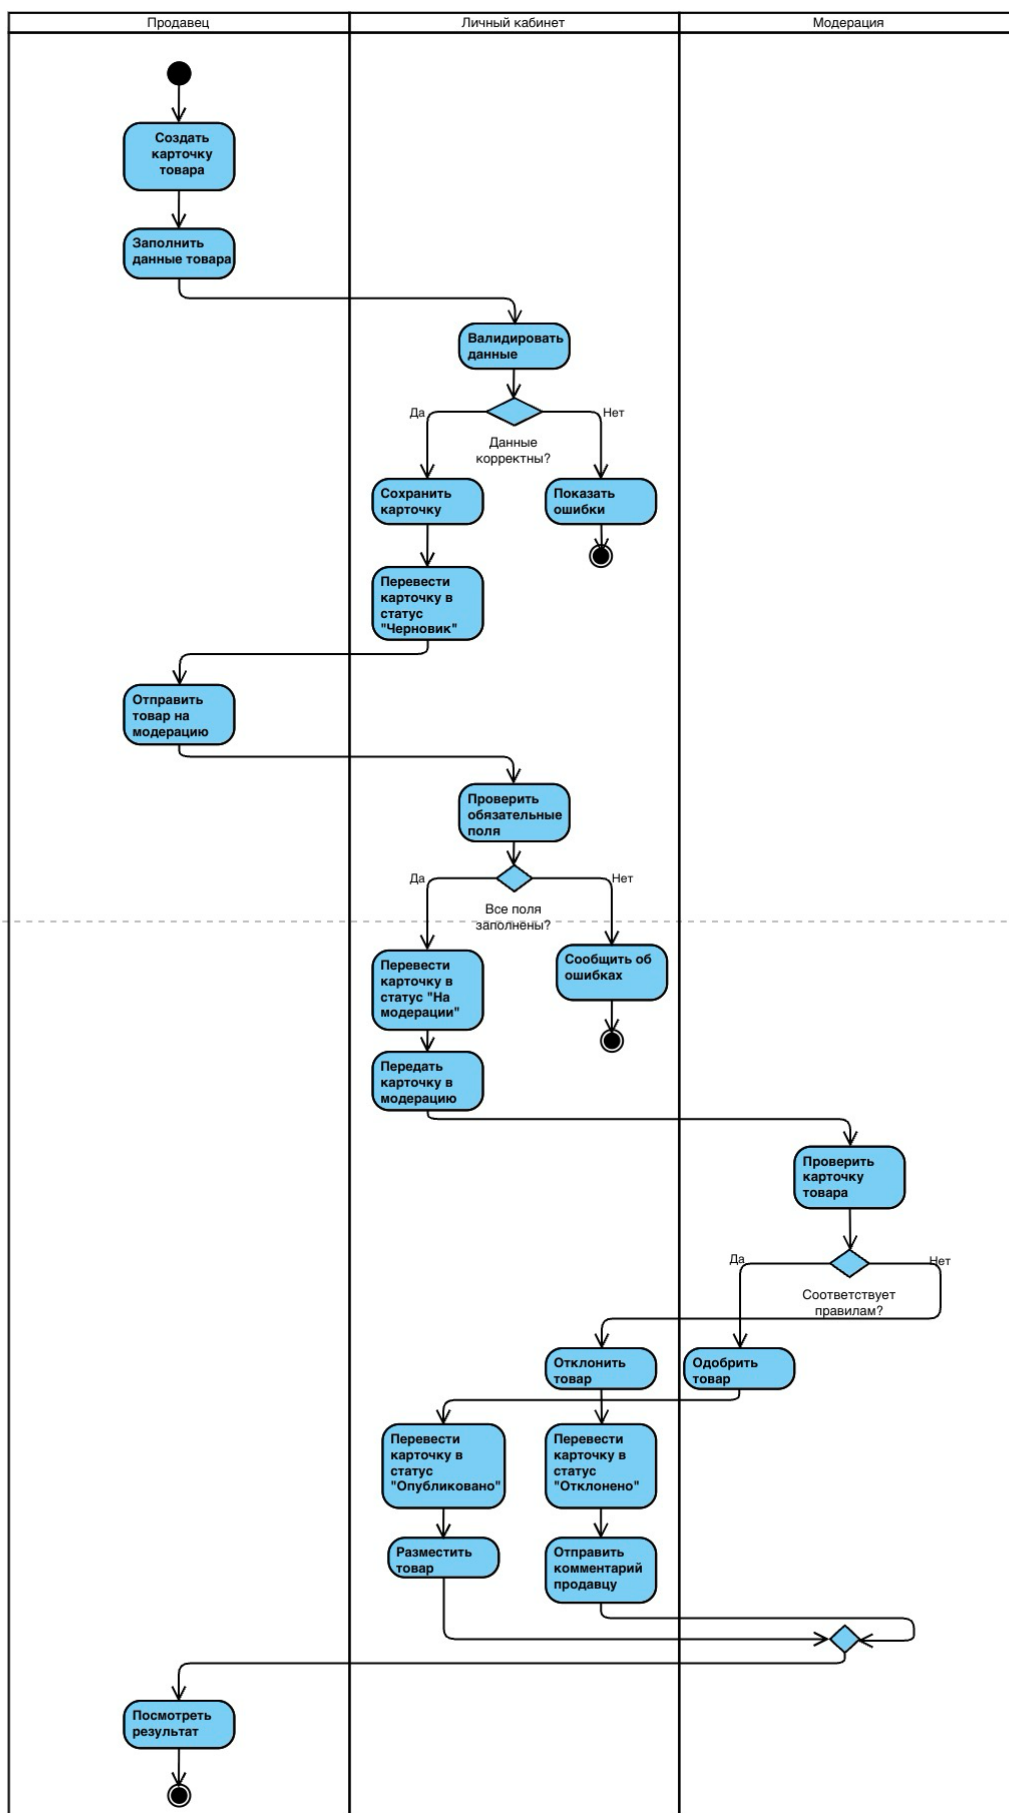 Продавец
Личный кабинет
Модерация
Создать
карточку
товара
Заполнить
данные товара
Валидировать
данные
Да
Нет
Данные
корректны?
Сохранить
карточку
Показать
ошибки
Перевести
карточку в
статус
"Черновик"
Отправить
товар на
модерацию
Проверить
обязательные
поля
Да
Нет
Все поля
заполнены?
Перевести
карточку в
статус "На
модерации"
Сообщить об
ошибках
Передать
карточку в
модерацию
Проверить
карточку
товара
Да
Нет
Соответствует
правилам?
Отклонить
товар
Одобрить
товар
Перевести
карточку в
статус
"Опубликовано"
Перевести
карточку в
статус
"Отклонено"
Разместить
товар
Отправить
комментарий
продавцу
Посмотреть
результат